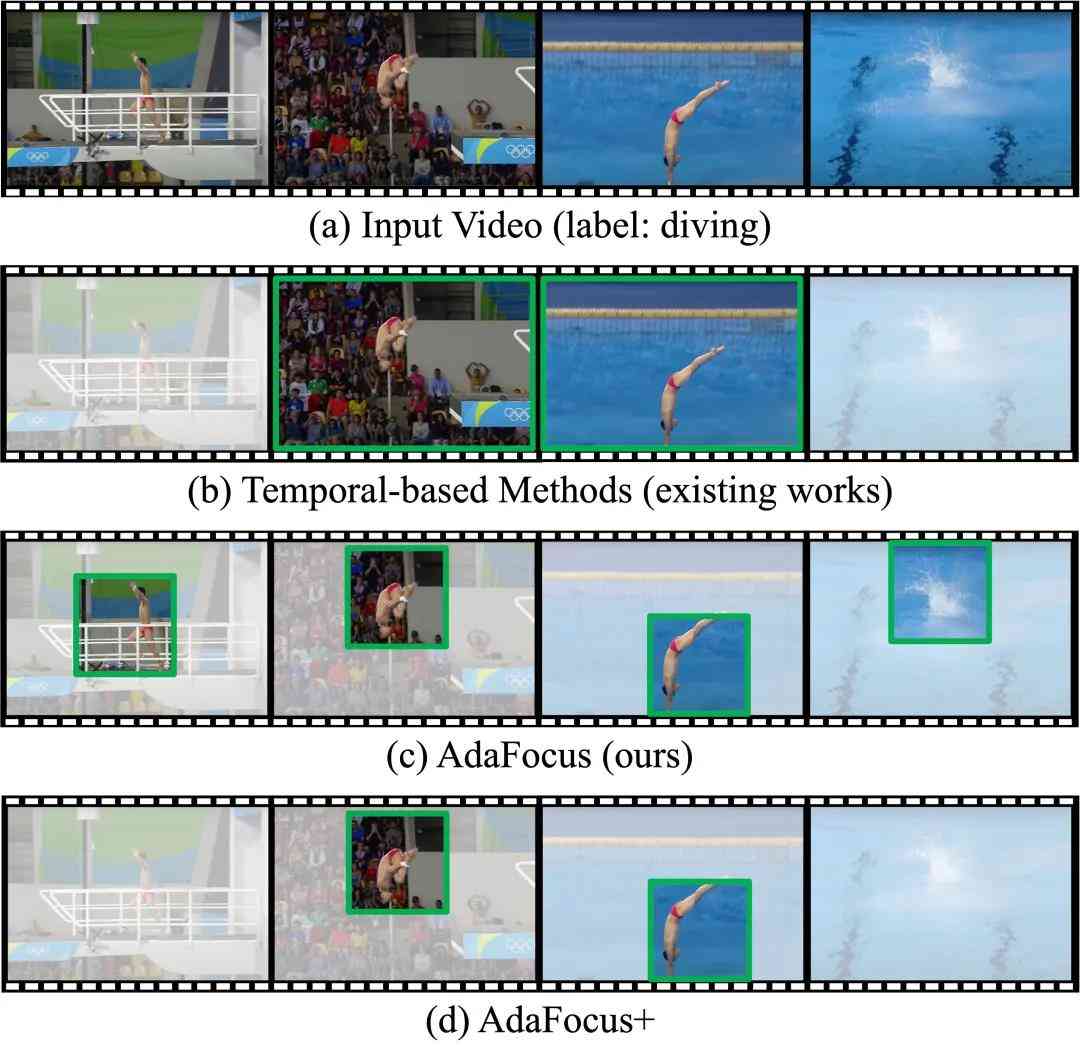 (a) Input Video (label: diving)
(b) Temporal-based Methods (existing works)
(c) AdaFocus (ours)
(d) AdaFocus+